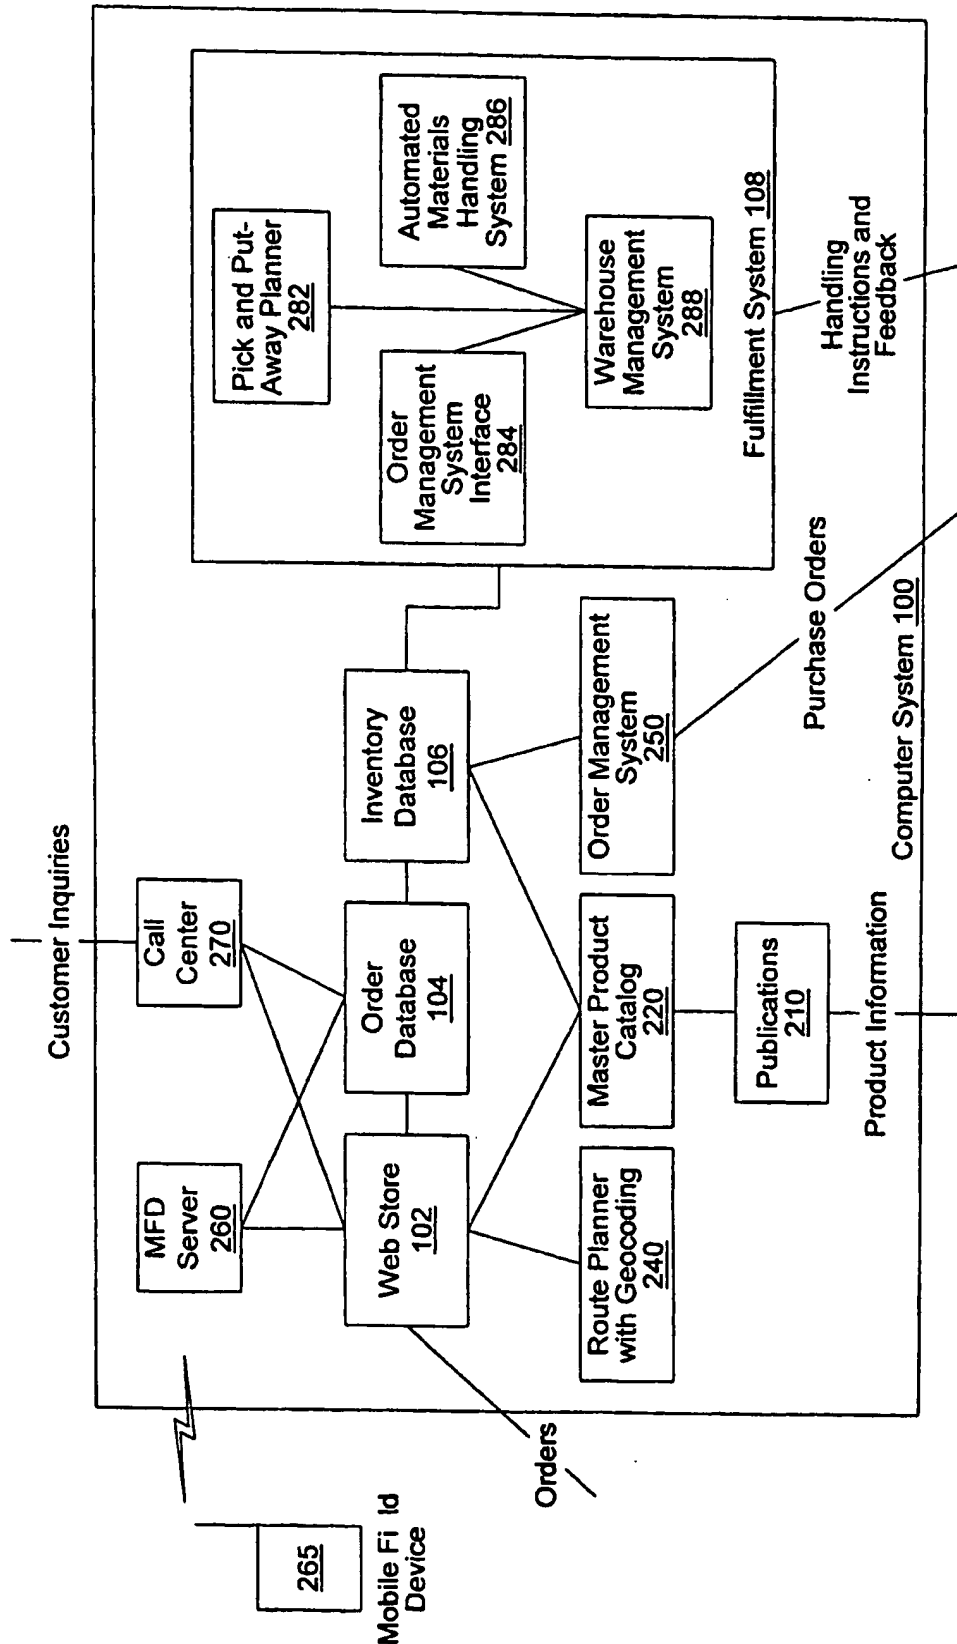 Customer Inquiries
Mobile Fi ld
Device
265
MFD
Server
260
Call
Center
270
Orders
Web Store
102
Order
Database
104
Inventory
Database
106
Route Planner
with Geocoding
240
Master Product
Catalog
220
Order Management
System
250
Publications
210
Product Information
Purchase Orders
Computer System 100
Pick and Put-
Away Planner
282
Order
Management
System
Interface
284
Automated
Materials
Handling
System 286
Warehouse
Management
System
288
Fulfillment System 108
Handling
Instructions and
Feedback